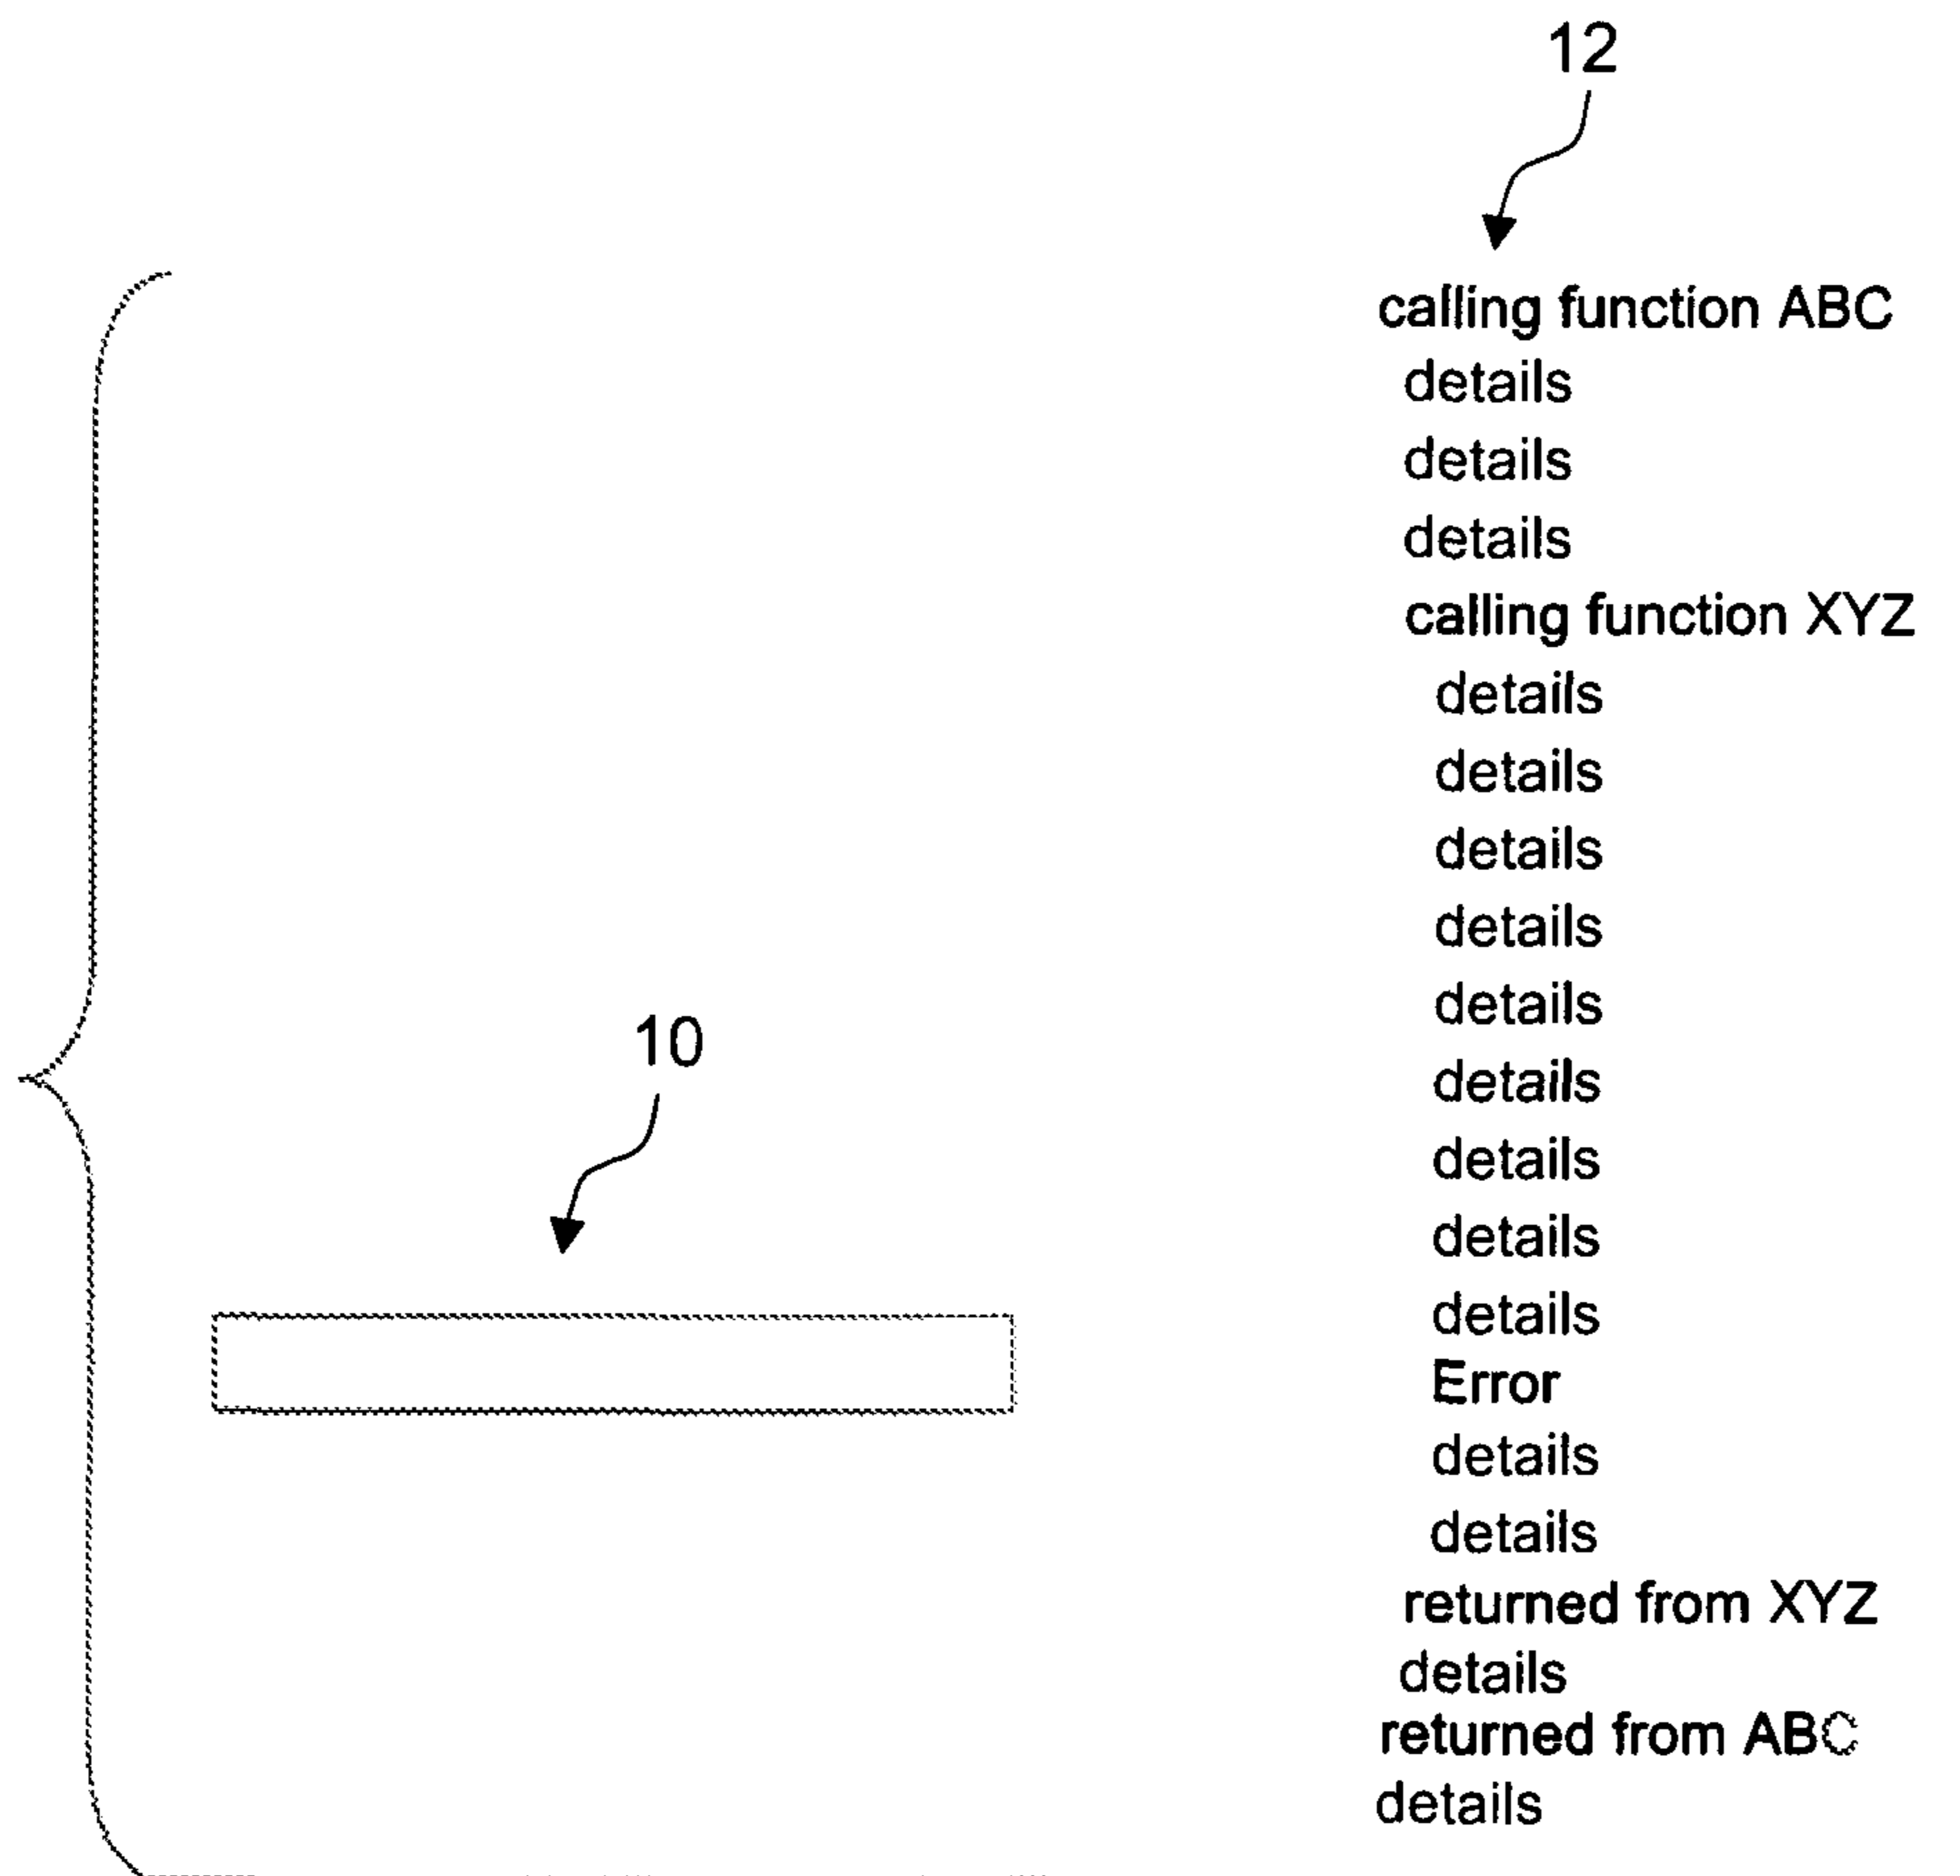 12
calling function ABC
details
details
details
calling function XYZ
details
details
details
details
details
details
details
details
details
10
Error
details
details
returned from XYZ
details
returned from ABC
details